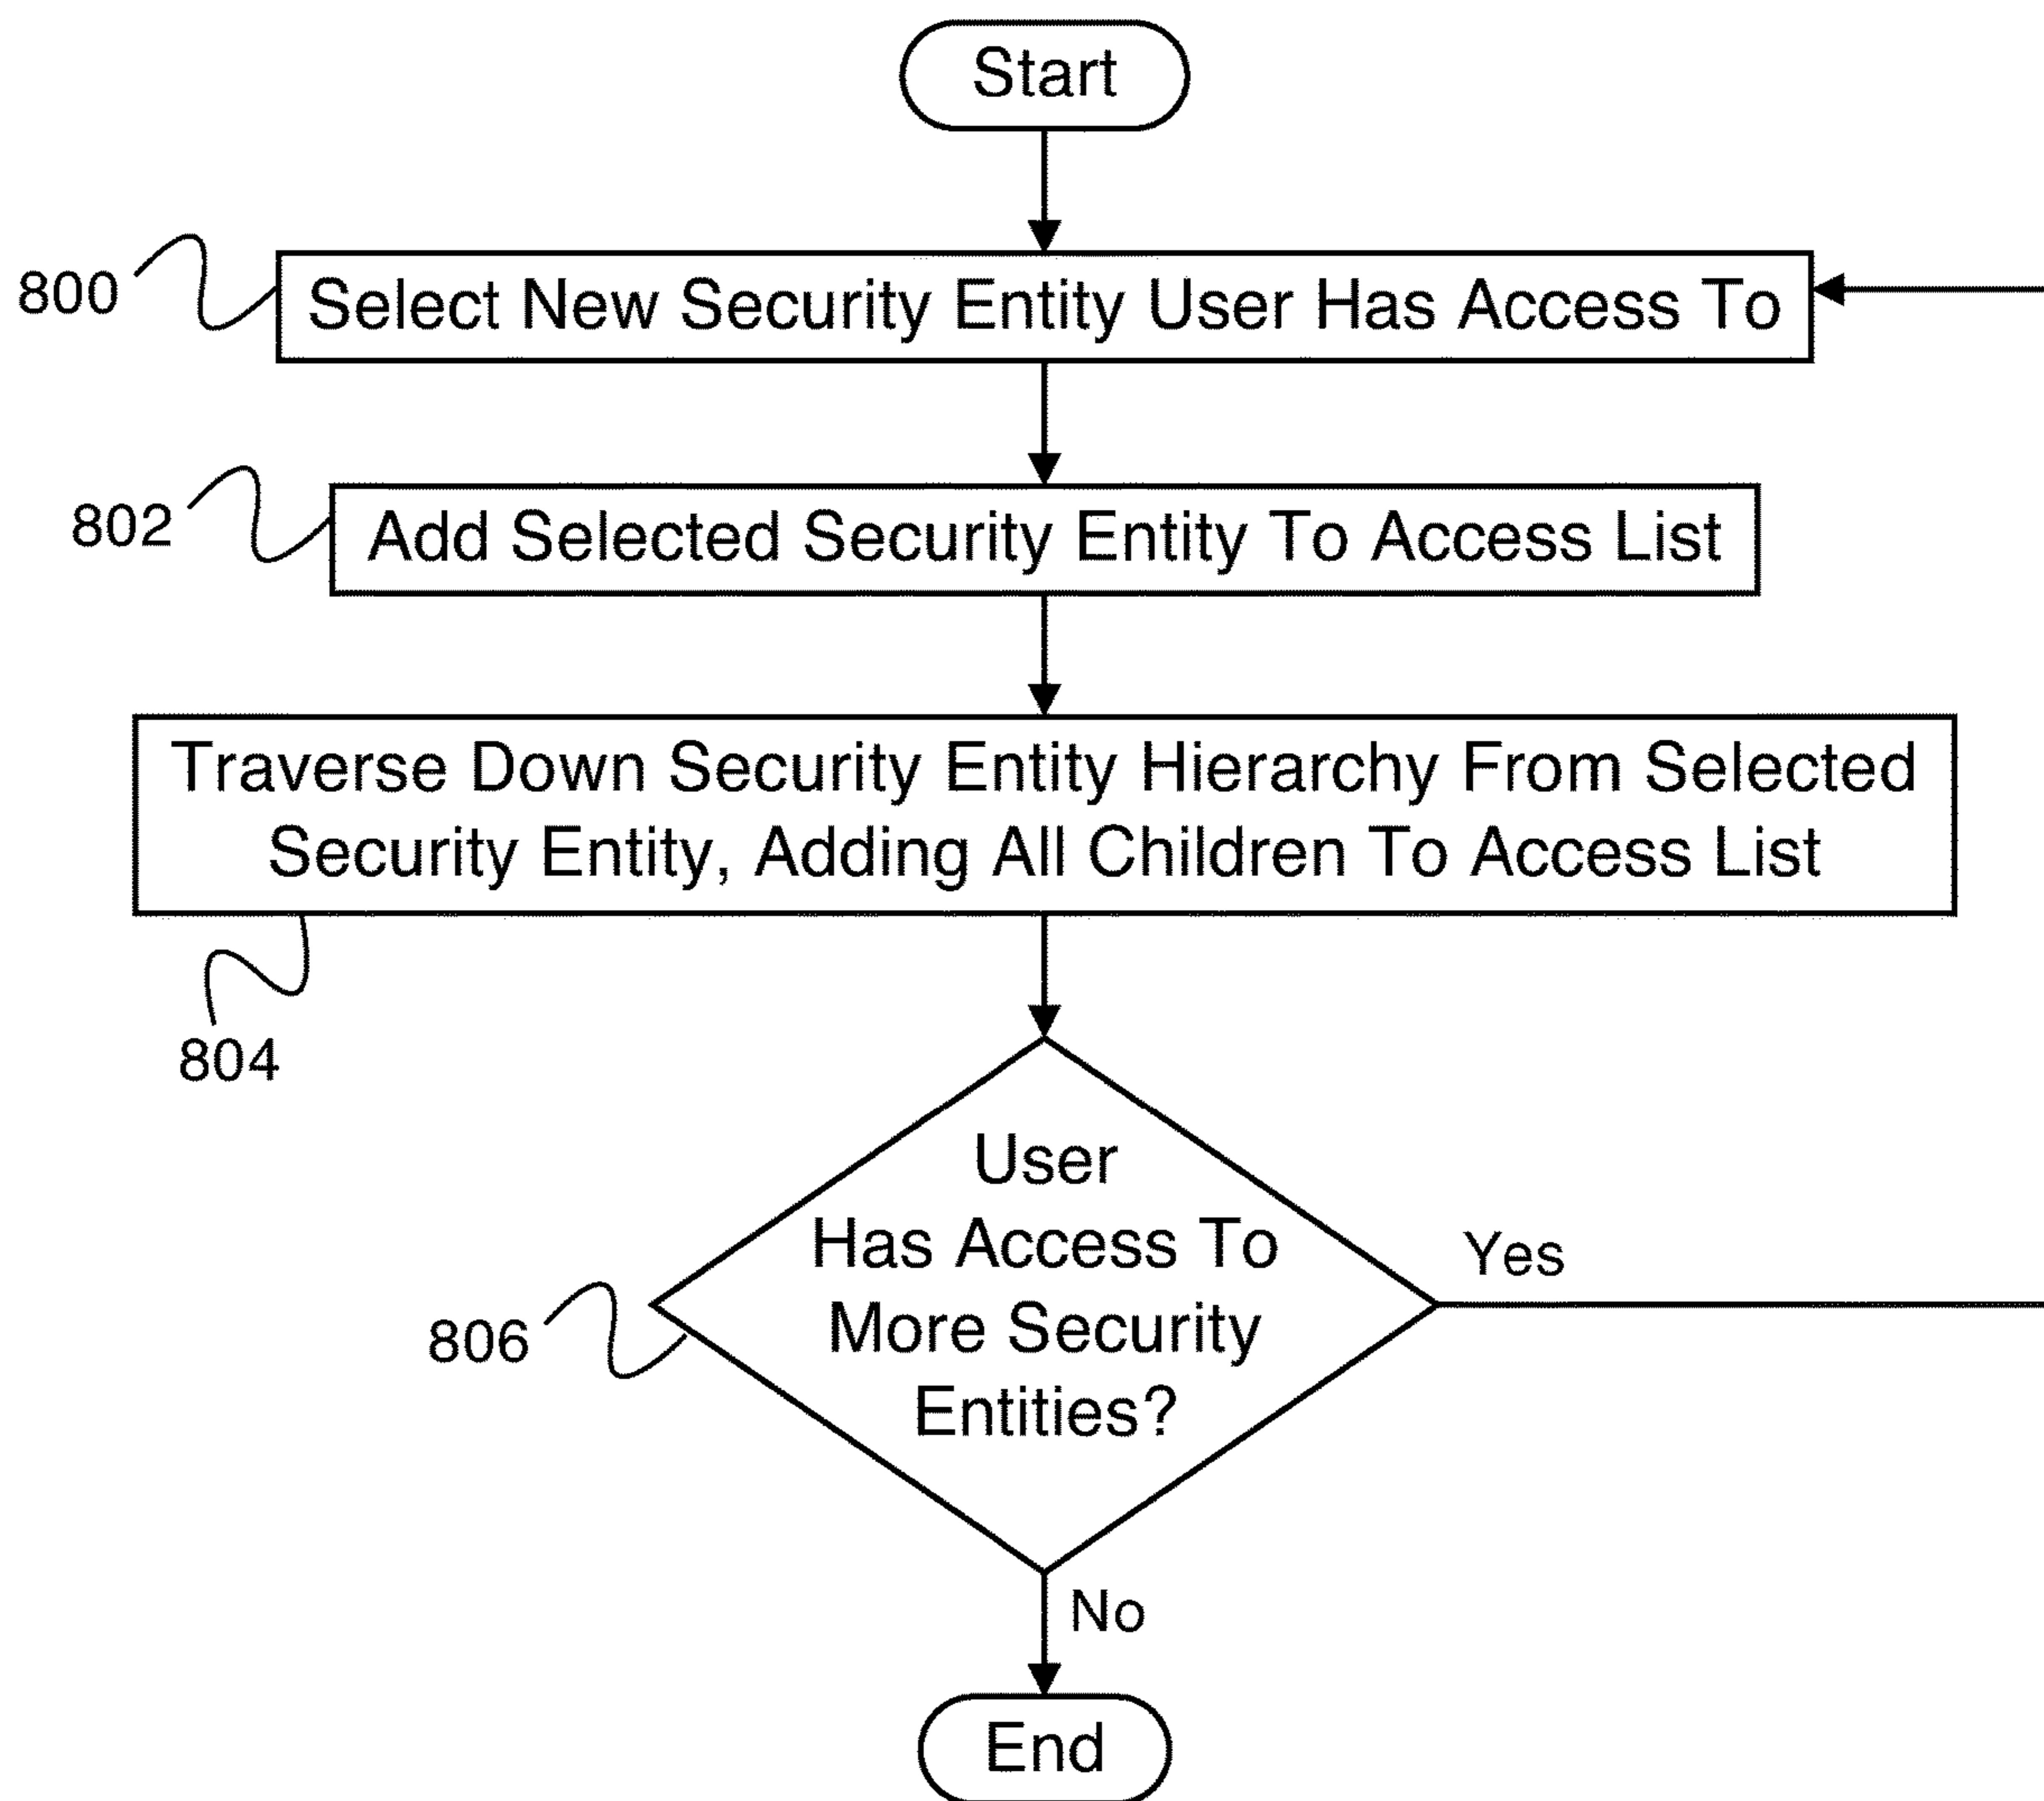 Start
800
Select New Security Entity User Has Access To
802
Add Selected Security Entity To Access List
Traverse Down Security Entity Hierarchy From Selected
Security Entity, Adding All Children To Access List
804
User
Has Access To
More Security
Entities?
Yes
806
No
End